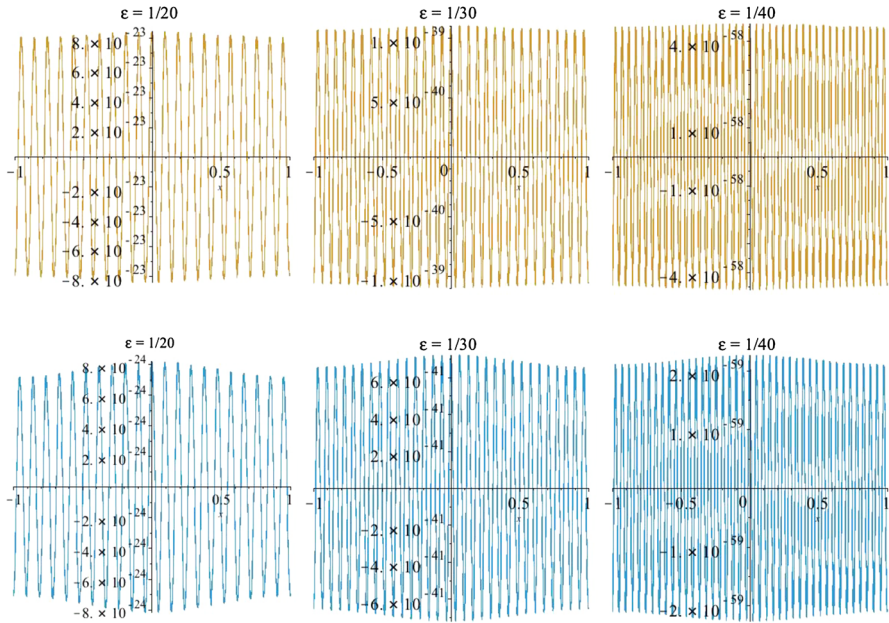 ε = 1/20
8. × 10^-23
6. × 10^-23
4. × 10^-23
2. × 10^-23
−1 0.5 1
x
−2. × 10^-23
−4. × 10^-23
−6. × 10^-23
−8. × 10^-23
ε = 1/30
1. × 10^-39
5. × 10^-40
−1 −0.5 0 0.5 1
x
−5. × 10^-40
−1. × 10^-39
ε = 1/40
4. × 10^-58
1. × 10^-58
−1 −0.5 0.5 1
x
−1. × 10^-58
−4. × 10^-58
ε = 1/20
8. × 10^-24
6. × 10^-24
4. × 10^-24
2. × 10^-24
−1 0.5 1
x
−2. × 10^-24
−4. × 10^-24
−6. × 10^-24
−8. × 10^-24
ε = 1/30
6. × 10^-41
4. × 10^-41
2. × 10^-41
−1 −0.5 0.5 1
x
−2. × 10^-41
−4. × 10^-41
−6. × 10^-41
ε = 1/40
2. × 10^-59
1. × 10^-59
−1 −0.5 0 0.5 1
x
−1. × 10^-59
−2. × 10^-59